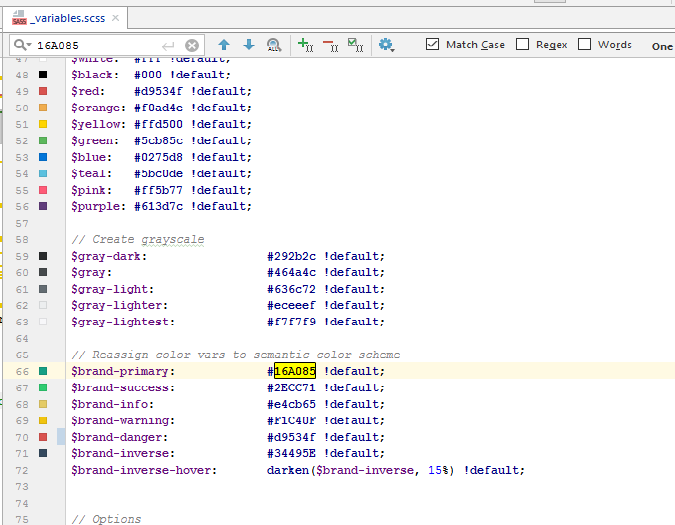 _variables.scss
16A085
Match Case Regex Words One
47 $white: #fff !default;
48 $black: #000 !default;
49 $red: #d9534f !default;
50 $orange: #f0ad4e !default;
51 $yellow: #ffd500 !default;
52 $green: #5cb85c !default;
53 $blue: #0275d8 !default;
54 $teal: #5bc0de !default;
55 $pink: #ff5b77 !default;
56 $purple: #613d7c !default;
57
58 // Create grayscale
59 $gray-dark: #292b2c !default;
60 $gray: #464a4c !default;
61 $gray-light: #636c72 !default;
62 $gray-lighter: #eceeef !default;
63 $gray-lightest: #f7f7f9 !default;
64
65 // Reassign color vars to semantic color scheme
66 $brand-primary: #16A085 !default;
67 $brand-success: #2ECC71 !default;
68 $brand-info: #e4cb65 !default;
69 $brand-warning: #F1C40F !default;
70 $brand-danger: #d9534f !default;
71 $brand-inverse: #34495E !default;
72 $brand-inverse-hover: darken($brand-inverse, 15%) !default;
73
74
75 // Options